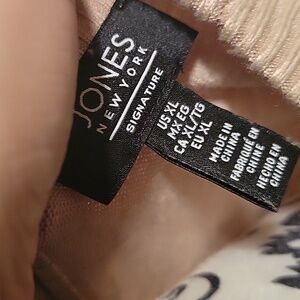 JONES
NEW YORK
SIGNATURE
US XL
MX EG
CA XL/TG
EU XL
MADE IN
CHINA
FABRIQUÉ EN
CHINE
HECHO EN
CHINA